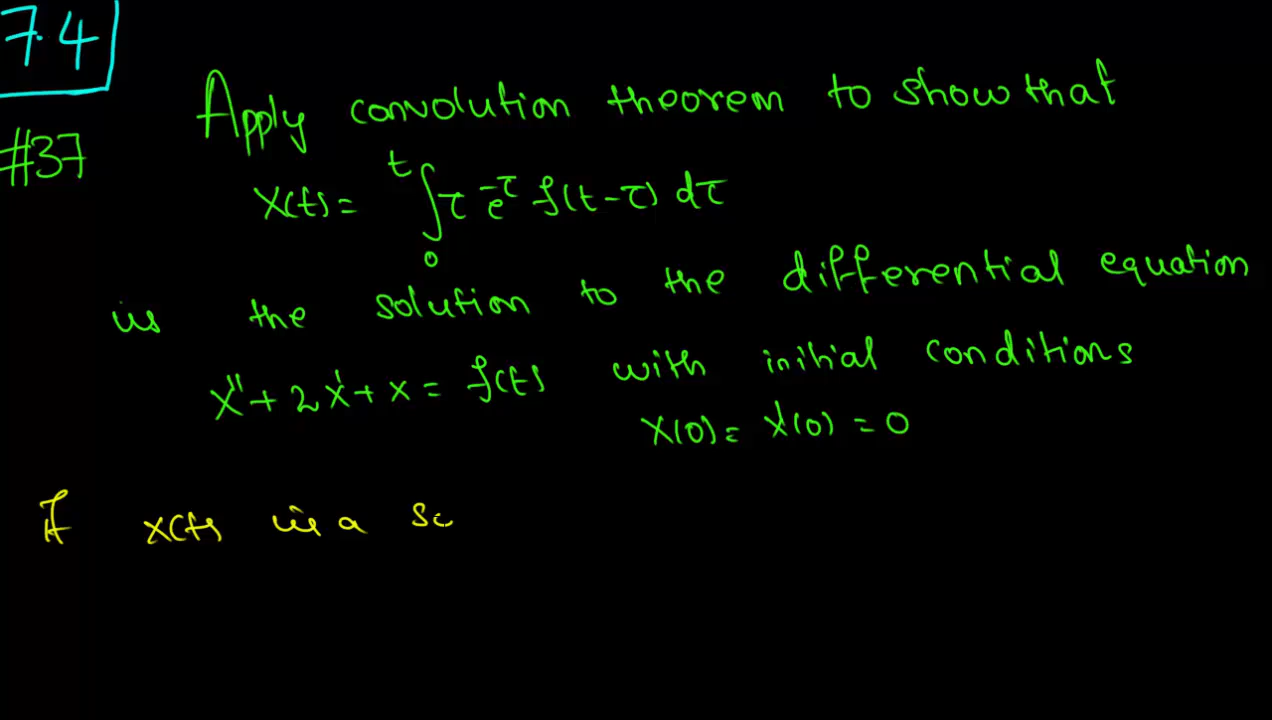 7.4
#37
Apply convolution theorem to show that
x(t) = ∫₀ᵗ τ e^-τ f(t-τ) dτ
is the solution to the differential equation
x'' + 2x' + x = f(t) with initial conditions
x(0) = x'(0) = 0
If x(t) is a so